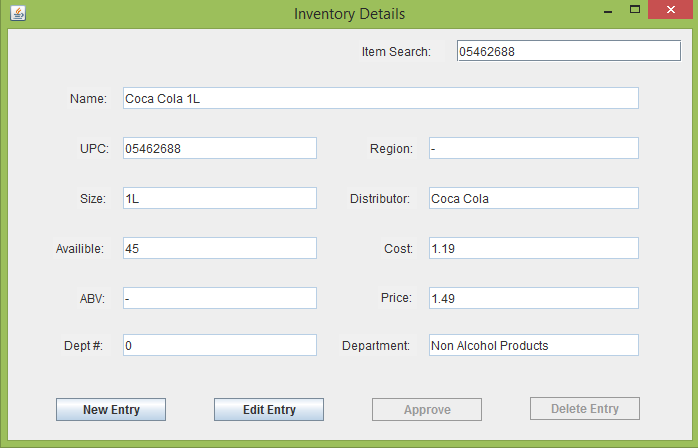 Inventory Details
Item Search: 05462688
Name: Coca Cola 1L
UPC: 05462688 Region: -
Size: 1L Distributor: Coca Cola
Availible: 45 Cost: 1.19
ABV: - Price: 1.49
Dept #: 0 Department: Non Alcohol Products
New Entry Edit Entry Approve Delete Entry